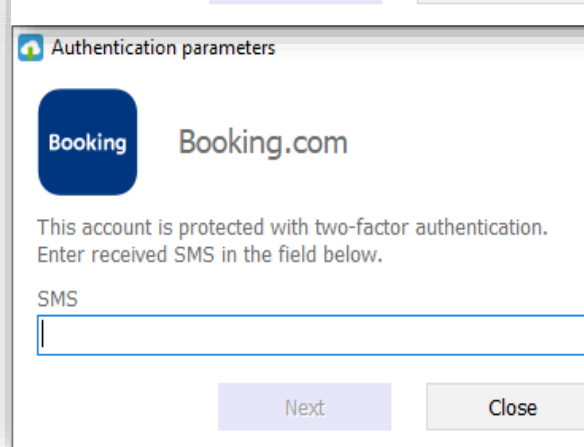 Authentication parameters
Booking
Booking.com
This account is protected with two-factor authentication.
Enter received SMS in the field below.
SMS
Next
Close